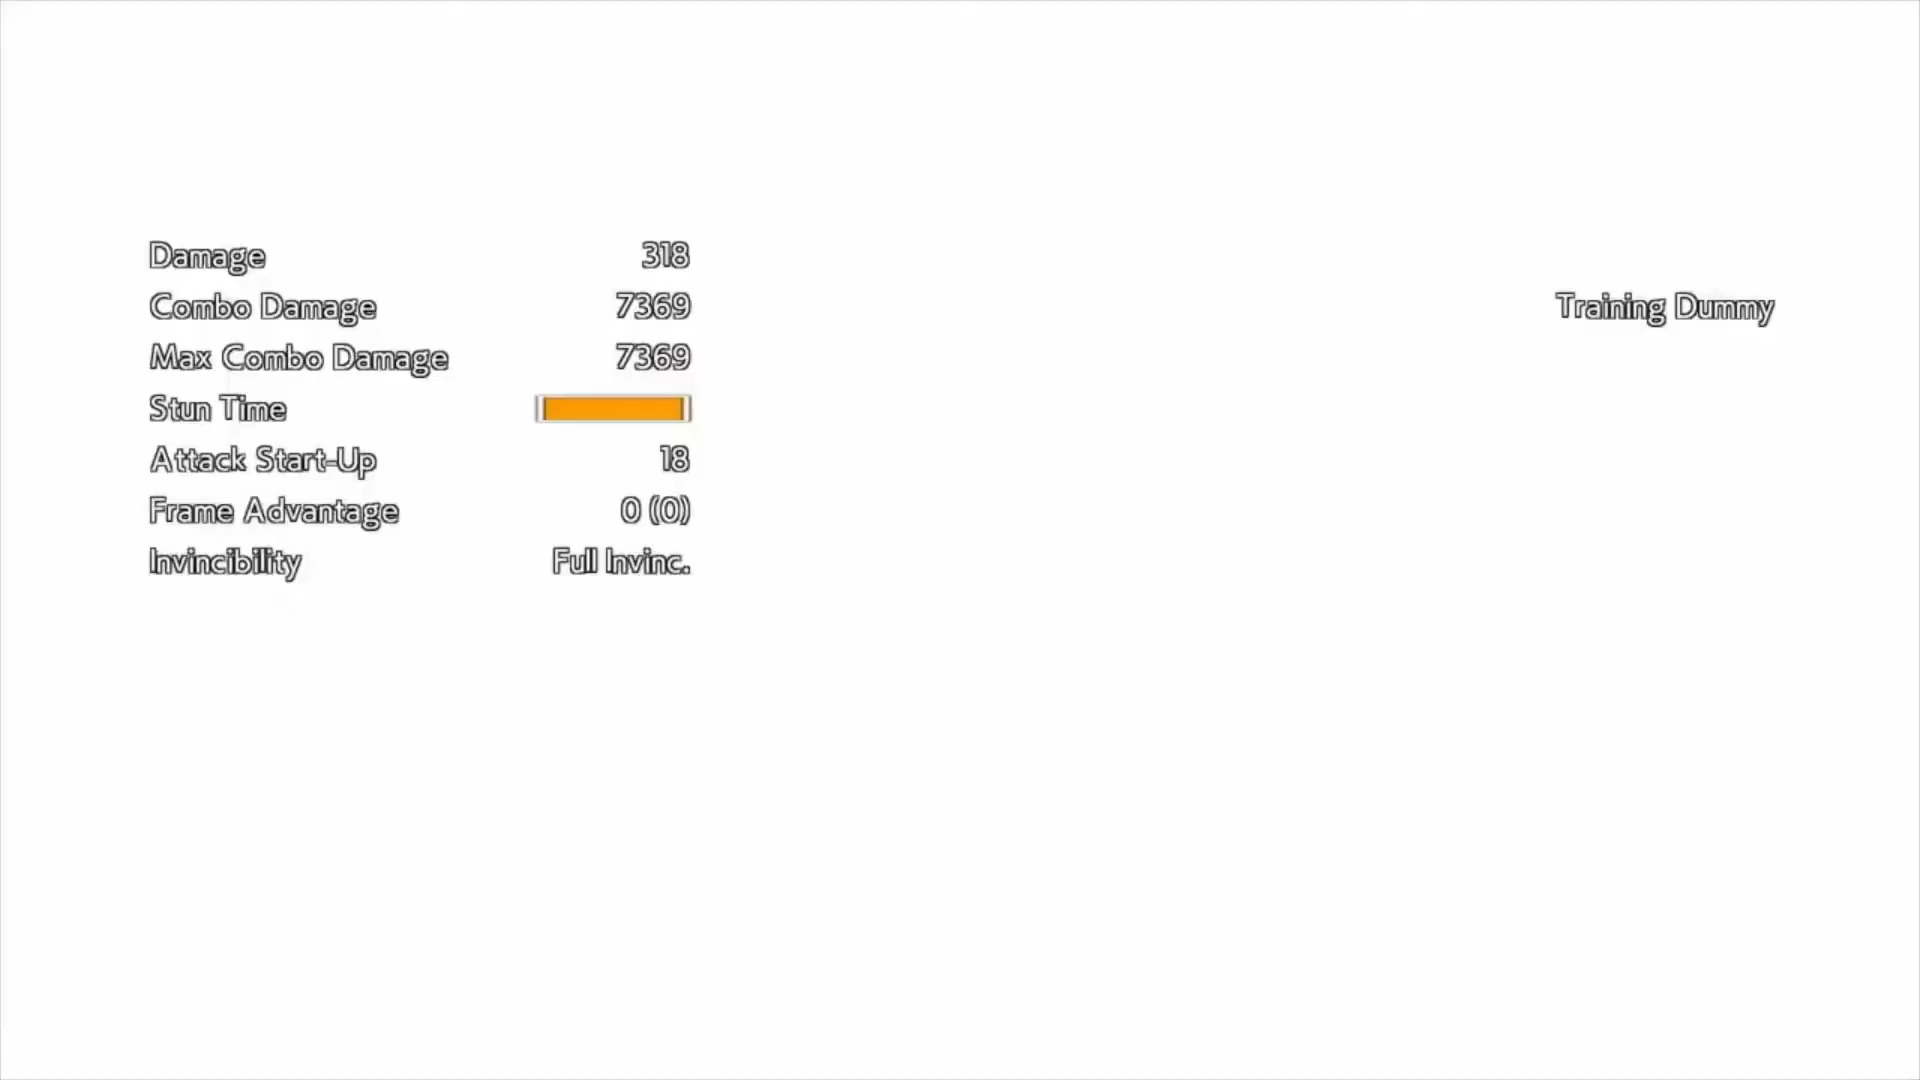 Damage 318
Combo Damage 7369
Training Dummy
Max Combo Damage 7369
Stun Time
Attack Start-Up 18
Frame Advantage 0 (0)
Invincibility Full Invinc.